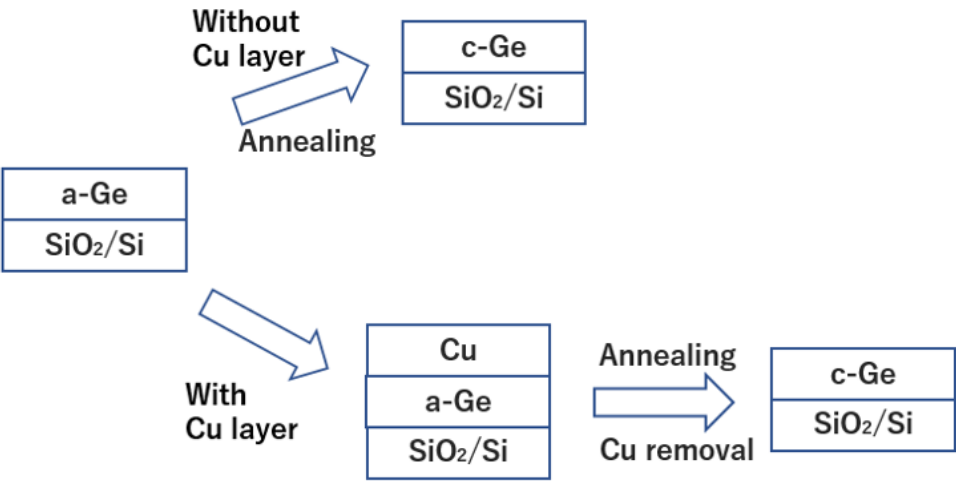 Without
Cu layer
Annealing
c-Ge
SiO₂/Si
a-Ge
SiO₂/Si
With
Cu layer
Cu
a-Ge
SiO₂/Si
Annealing
Cu removal
c-Ge
SiO₂/Si